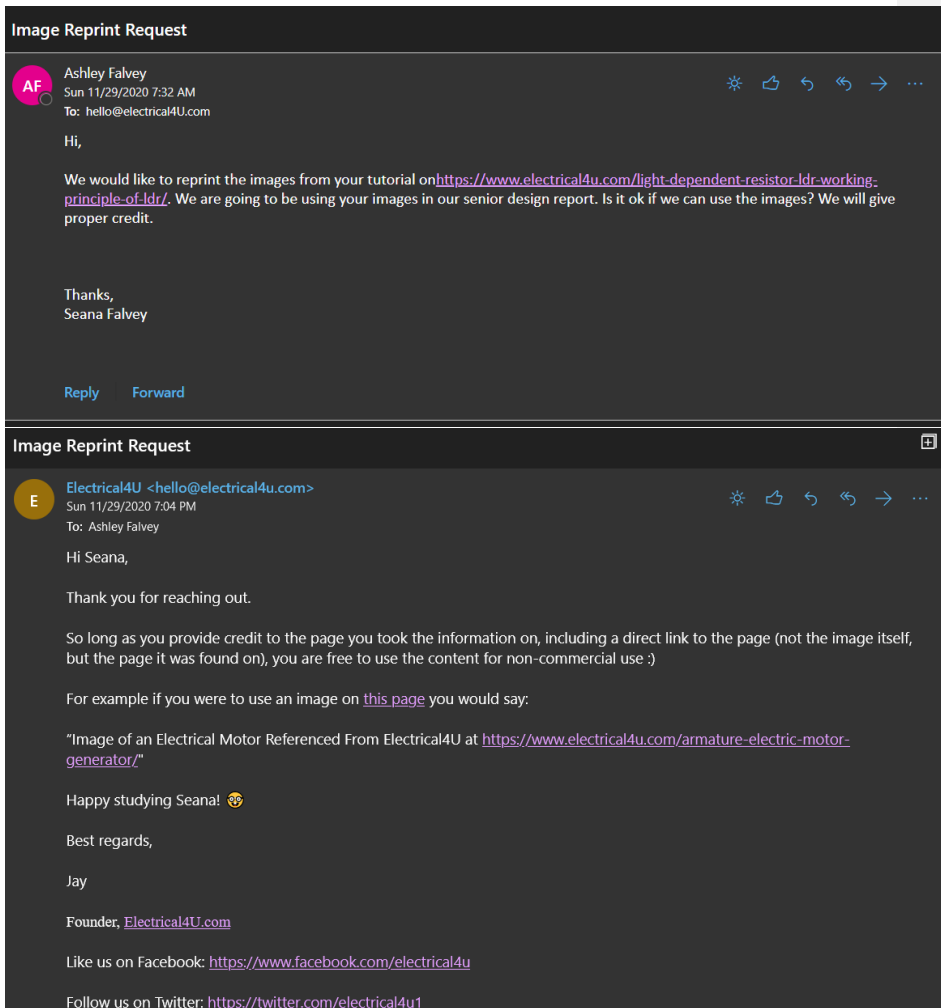 Image Reprint Request
AF
Ashley Falvey
Sun 11/29/2020 7:32 AM
To: hello@electrical4U.com
Hi,
We would like to reprint the images from your tutorial onhttps://www.electrical4u.com/light-dependent-resistor-ldr-working-
principle-of-ldr/. We are going to be using your images in our senior design report. Is it ok if we can use the images? We will give
proper credit.
Thanks,
Seana Falvey
Reply Forward
Image Reprint Request
E
Electrical4U <hello@electrical4u.com>
Sun 11/29/2020 7:04 PM
To: Ashley Falvey
Hi Seana,
Thank you for reaching out.
So long as you provide credit to the page you took the information on, including a direct link to the page (not the image itself,
but the page it was found on), you are free to use the content for non-commercial use :)
For example if you were to use an image on this page you would say:
“Image of an Electrical Motor Referenced From Electrical4U at https://www.electrical4u.com/armature-electric-motor-
generator/"
Happy studying Seana! 🤓
Best regards,
Jay
Founder, Electrical4U.com
Like us on Facebook: https://www.facebook.com/electrical4u
Follow us on Twitter: https://twitter.com/electrical4u1